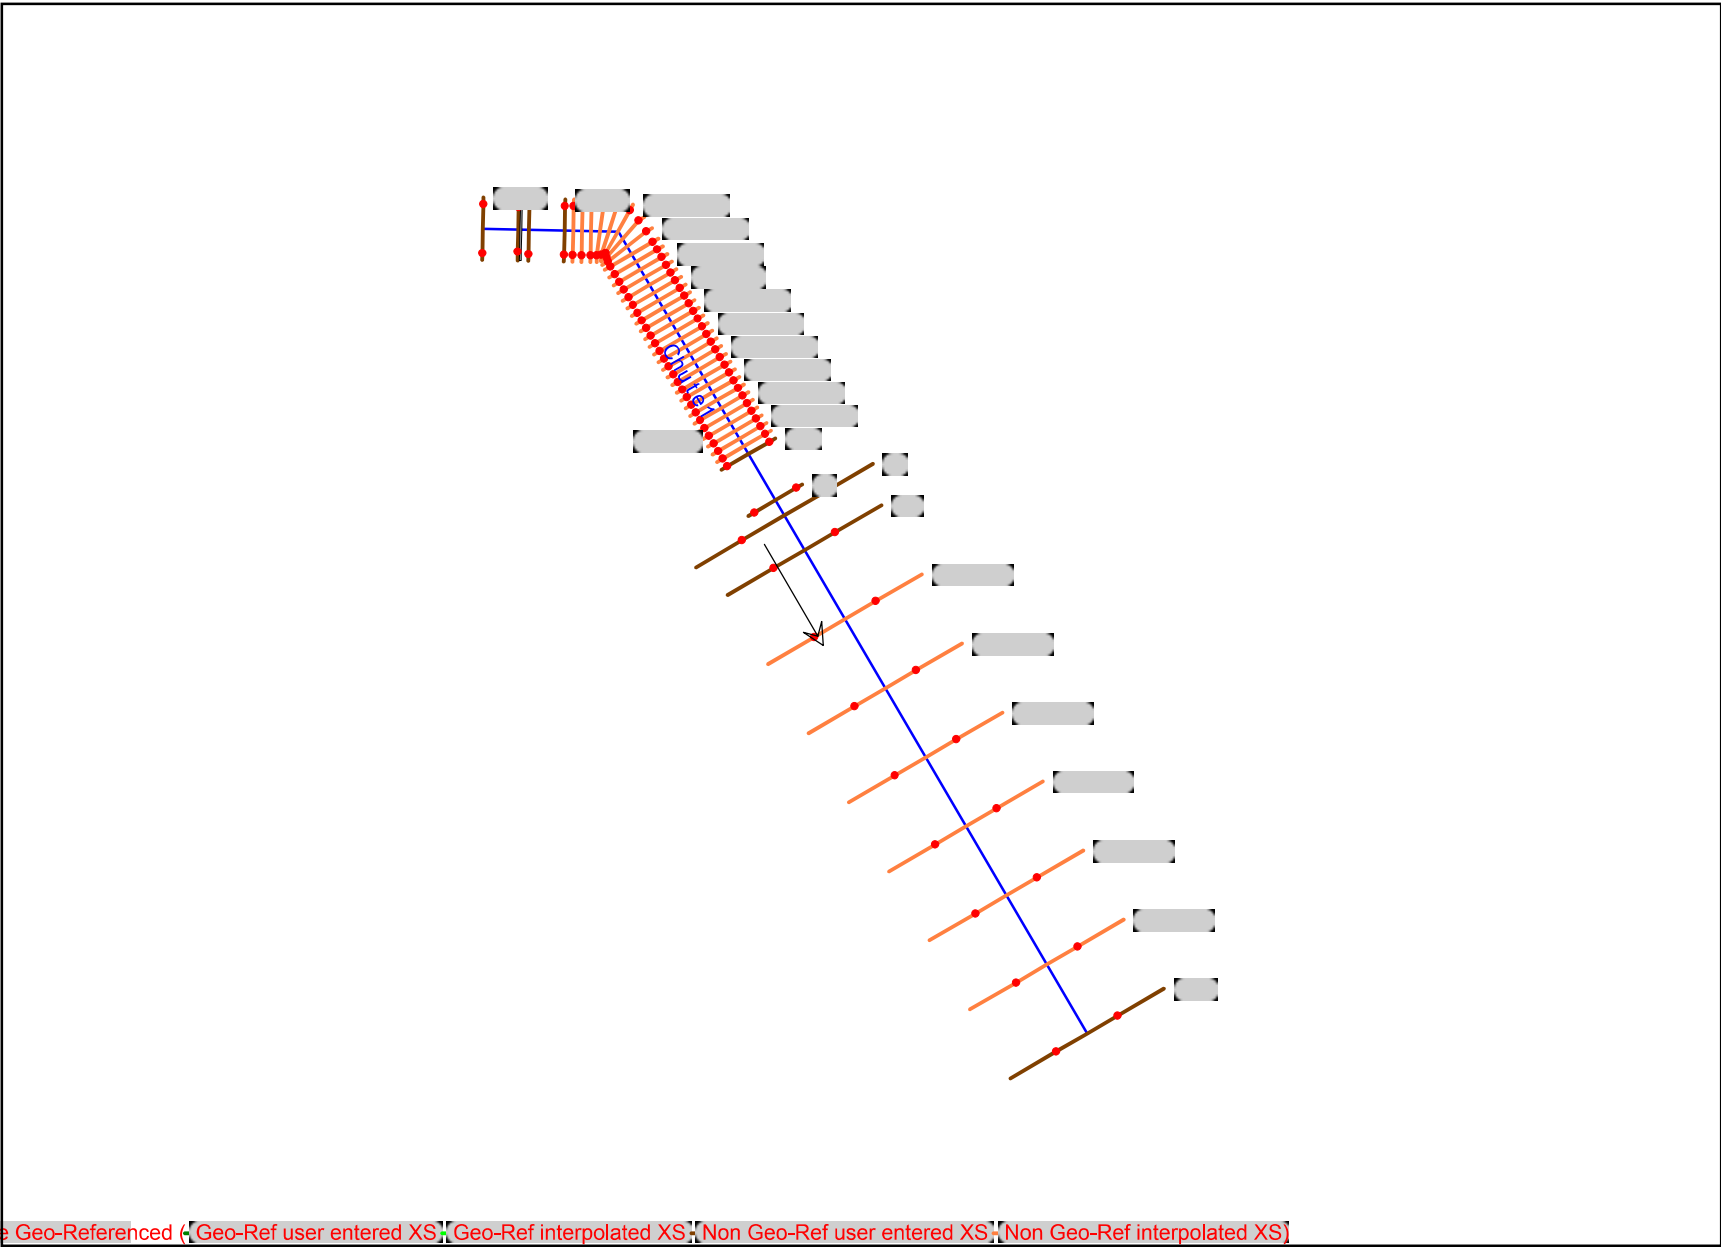 Chute1
e Geo-Referenced ( Geo-Ref user entered XS Geo-Ref interpolated XS Non Geo-Ref user entered XS Non Geo-Ref interpolated XS)